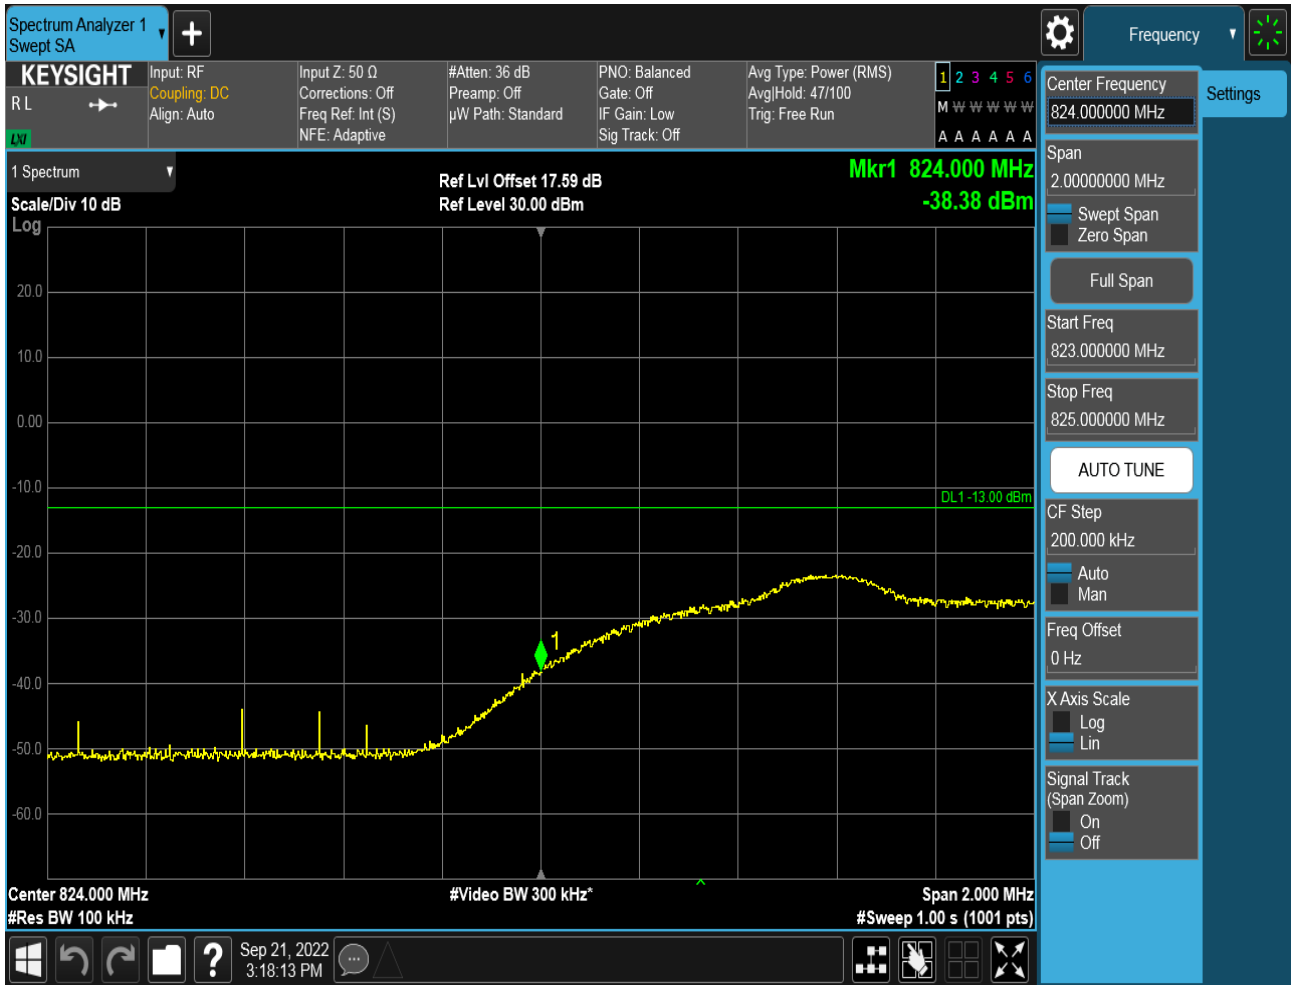 Spectrum Analyzer 1
Swept SA
Frequency
KEYSIGHT
R L
LXI
Input: RF
Coupling: DC
Align: Auto
Input Z: 50 Ω
Corrections: Off
Freq Ref: Int (S)
NFE: Adaptive
#Atten: 36 dB
Preamp: Off
µW Path: Standard
PNO: Balanced
Gate: Off
IF Gain: Low
Sig Track: Off
Avg Type: Power (RMS)
Avg|Hold: 47/100
Trig: Free Run
1 2 3 4 5 6
M W W W W W
A A A A A A
1 Spectrum
Scale/Div 10 dB
Log
Ref Lvl Offset 17.59 dB
Ref Level 30.00 dBm
Mkr1 824.000 MHz
-38.38 dBm
20.0
10.0
0.00
-10.0
DL1 -13.00 dBm
-20.0
-30.0
1
-40.0
-50.0
-60.0
Center 824.000 MHz
#Video BW 300 kHz*
Span 2.000 MHz
#Res BW 100 kHz
#Sweep 1.00 s (1001 pts)
Center Frequency
824.000000 MHz
Settings
Span
2.00000000 MHz
Swept Span
Zero Span
Full Span
Start Freq
823.000000 MHz
Stop Freq
825.000000 MHz
AUTO TUNE
CF Step
200.000 kHz
Auto
Man
Freq Offset
0 Hz
X Axis Scale
Log
Lin
Signal Track
(Span Zoom)
On
Off
?
Sep 21, 2022
3:18:13 PM